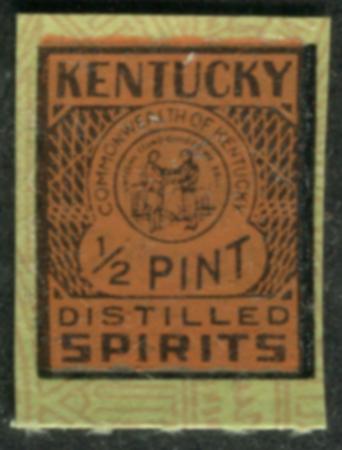 KENTUCKY
COMMONWEALTH OF KENTUCKY
1/2 PINT
DISTILLED
SPIRITS